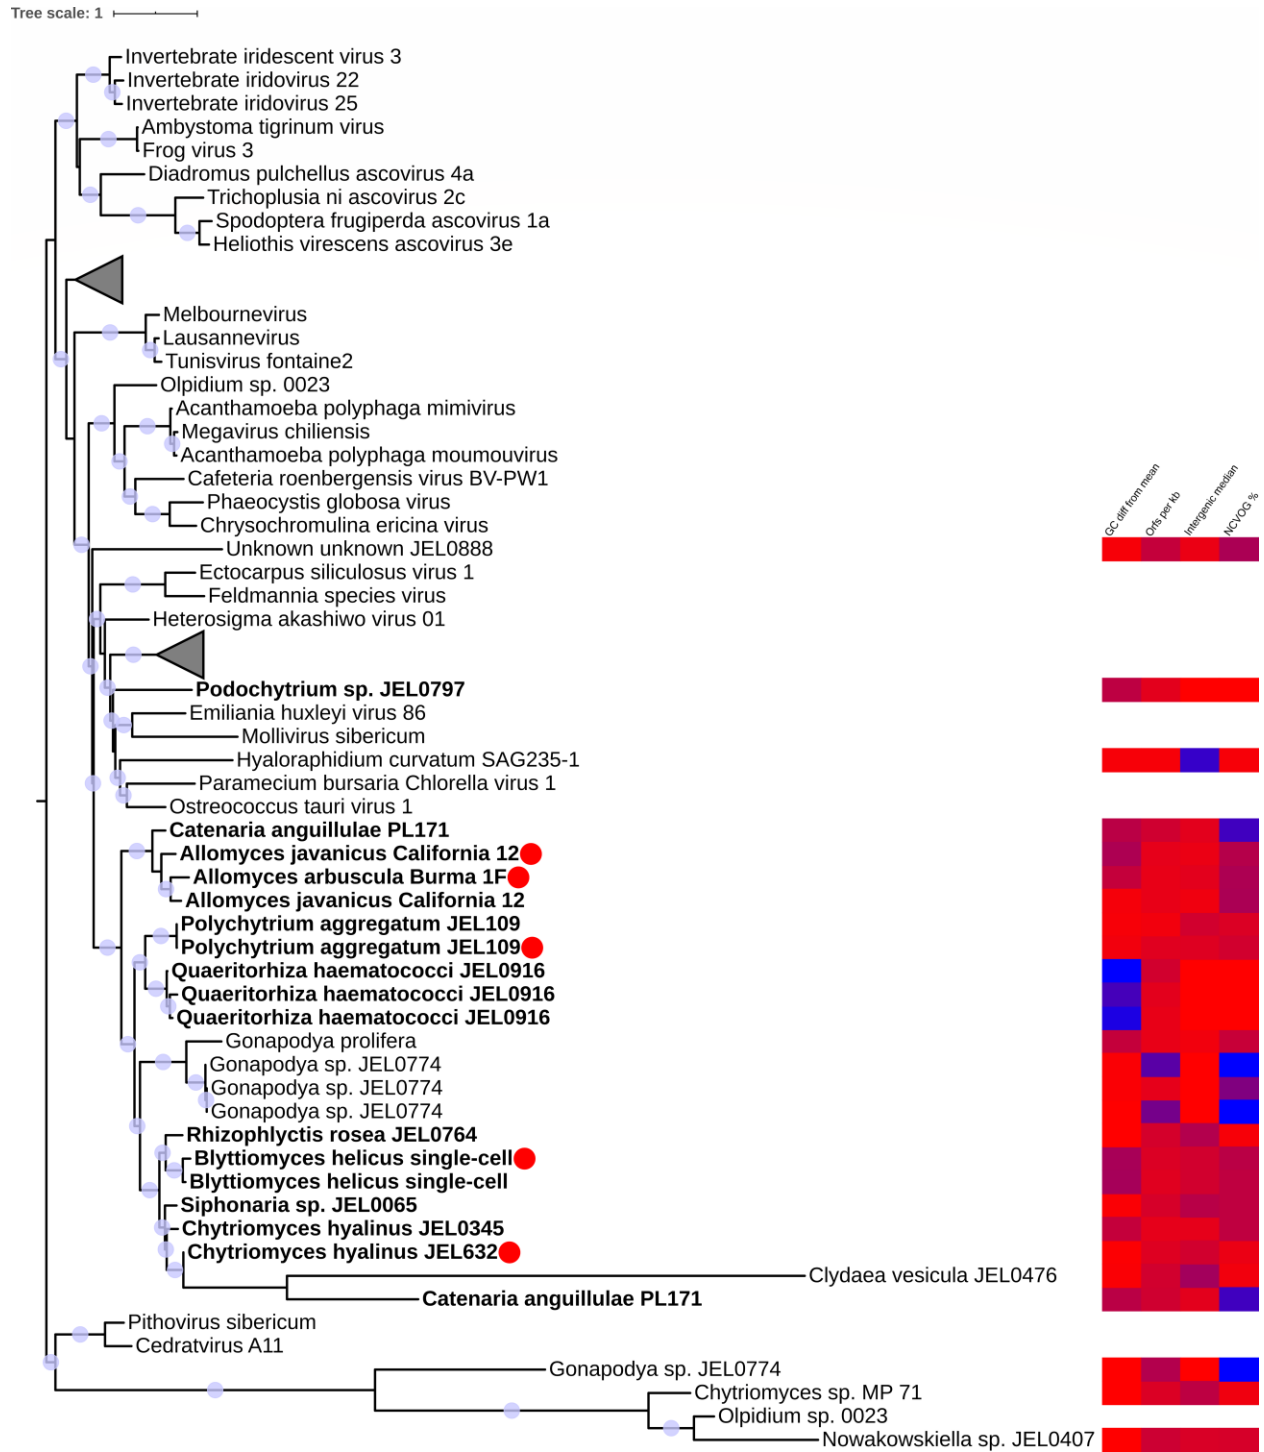 Tree scale: 1
Invertebrate iridescent virus 3
Invertebrate iridovirus 22
Invertebrate iridovirus 25
Ambystoma tigrinum virus
Frog virus 3
Diadromus pulchellus ascovirus 4a
Trichoplusia ni ascovirus 2c
Spodoptera frugiperda ascovirus 1a
Heliothis virescens ascovirus 3e
Melbournevirus
Lausannevirus
Tunisvirus fontaine2
Olpidium sp. 0023
Acanthamoeba polyphaga mimivirus
Megavirus chiliensis
Acanthamoeba polyphaga moumouvirus
Cafeteria roenbergensis virus BV-PW1
Phaeocystis globosa virus
Chrysochromulina ericina virus
GC diff from mean
Orfs per kb
Intergenic median
NCVOG %
Unknown unknown JEL0888
Ectocarpus siliculosus virus 1
Feldmannia species virus
Heterosigma akashiwo virus 01
Podochytrium sp. JEL0797
Emiliania huxleyi virus 86
Mollivirus sibericum
Hyaloraphidium curvatum SAG235-1
Paramecium bursaria Chlorella virus 1
Ostreococcus tauri virus 1
Catenaria anguillulae PL171
Allomyces javanicus California 12
Allomyces arbuscula Burma 1F
Allomyces javanicus California 12
Polychytrium aggregatum JEL109
Polychytrium aggregatum JEL109
Quaeritorhiza haematococci JEL0916
Quaeritorhiza haematococci JEL0916
Quaeritorhiza haematococci JEL0916
Gonapodya prolifera
Gonapodya sp. JEL0774
Gonapodya sp. JEL0774
Gonapodya sp. JEL0774
Rhizophlyctis rosea JEL0764
Blyttiomyces helicus single-cell
Blyttiomyces helicus single-cell
Siphonaria sp. JEL0065
Chytriomyces hyalinus JEL0345
Chytriomyces hyalinus JEL632
Clydaea vesicula JEL0476
Catenaria anguillulae PL171
Pithovirus sibericum
Cedratvirus A11
Gonapodya sp. JEL0774
Chytriomyces sp. MP 71
Olpidium sp. 0023
Nowakowskiella sp. JEL0407